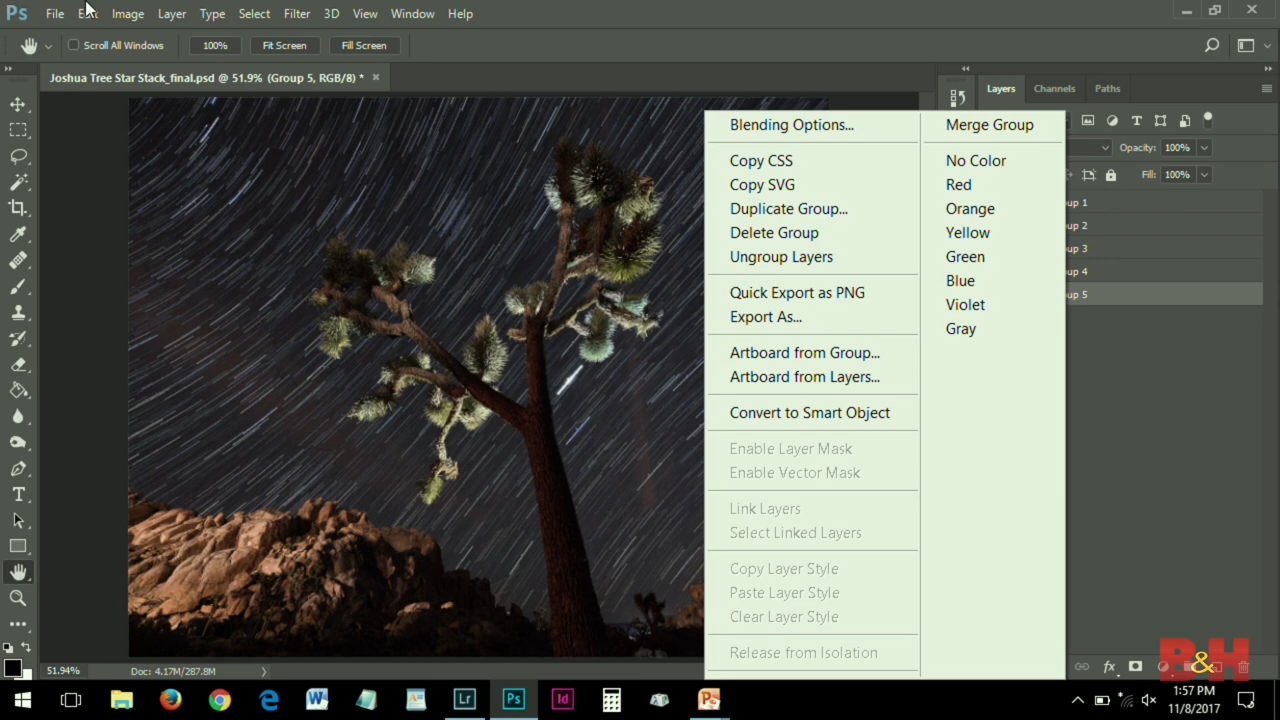 Ps File Edit Image Layer Type Select Filter 3D View Window Help
Scroll All Windows 100% Fit Screen Fill Screen
Joshua Tree Star Stack_final.psd @ 51.9% (Group 5, RGB/8) * ×
Layers Channels Paths
Opacity: 100%
Fill: 100%
up 1
up 2
up 3
up 4
up 5
Blending Options...
Copy CSS
Copy SVG
Duplicate Group...
Delete Group
Ungroup Layers
Quick Export as PNG
Export As...
Artboard from Group...
Artboard from Layers...
Convert to Smart Object
Enable Layer Mask
Enable Vector Mask
Link Layers
Select Linked Layers
Copy Layer Style
Paste Layer Style
Clear Layer Style
Release from Isolation
Merge Group
No Color
Red
Orange
Yellow
Green
Blue
Violet
Gray
51.94% Doc: 4.17M/287.8M
fx
B&H
Lr Ps Id
1:57 PM
11/8/2017